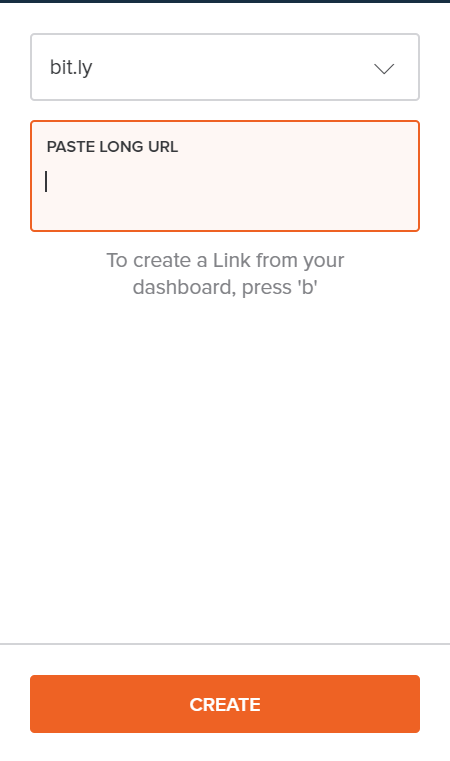 bit.ly
PASTE LONG URL
To create a Link from your
dashboard, press 'b'
CREATE